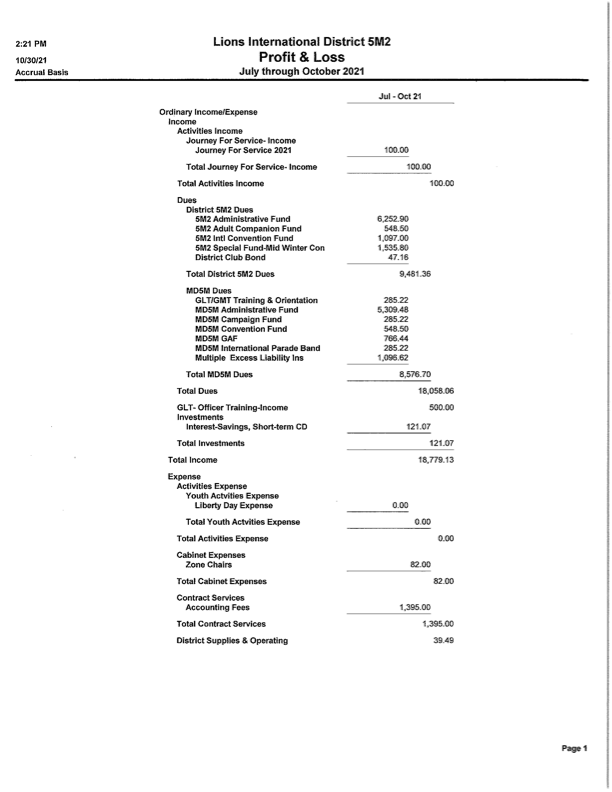 2:21 PM
10/30/21
Accrual Basis
Lions International District 5M2
Profit & Loss
July through October 2021
Jul - Oct 21
Ordinary Income/Expense
Income
Activities Income
Journey For Service- Income
Journey For Service 2021 100.00
Total Journey For Service- Income 100.00
Total Activities Income 100.00
Dues
District 5M2 Dues
5M2 Administrative Fund 6,252.90
5M2 Adult Companion Fund 548.50
5M2 Intl Convention Fund 1,097.00
5M2 Special Fund-Mid Winter Con 1,535.80
District Club Bond 47.16
Total District 5M2 Dues 9,481.36
MD5M Dues
GLT/GMT Training & Orientation 285.22
MD5M Administrative Fund 5,309.48
MD5M Campaign Fund 285.22
MD5M Convention Fund 548.50
MD5M GAF 766.44
MD5M International Parade Band 285.22
Multiple Excess Liability Ins 1,096.62
Total MD5M Dues 8,576.70
Total Dues 18,058.06
GLT- Officer Training-Income 500.00
Investments
Interest-Savings, Short-term CD 121.07
Total Investments 121.07
Total Income 18,779.13
Expense
Activities Expense
Youth Actvities Expense
Liberty Day Expense 0.00
Total Youth Actvities Expense 0.00
Total Activities Expense 0.00
Cabinet Expenses
Zone Chairs 82.00
Total Cabinet Expenses 82.00
Contract Services
Accounting Fees 1,395.00
Total Contract Services 1,395.00
District Supplies & Operating 39.49
Page 1